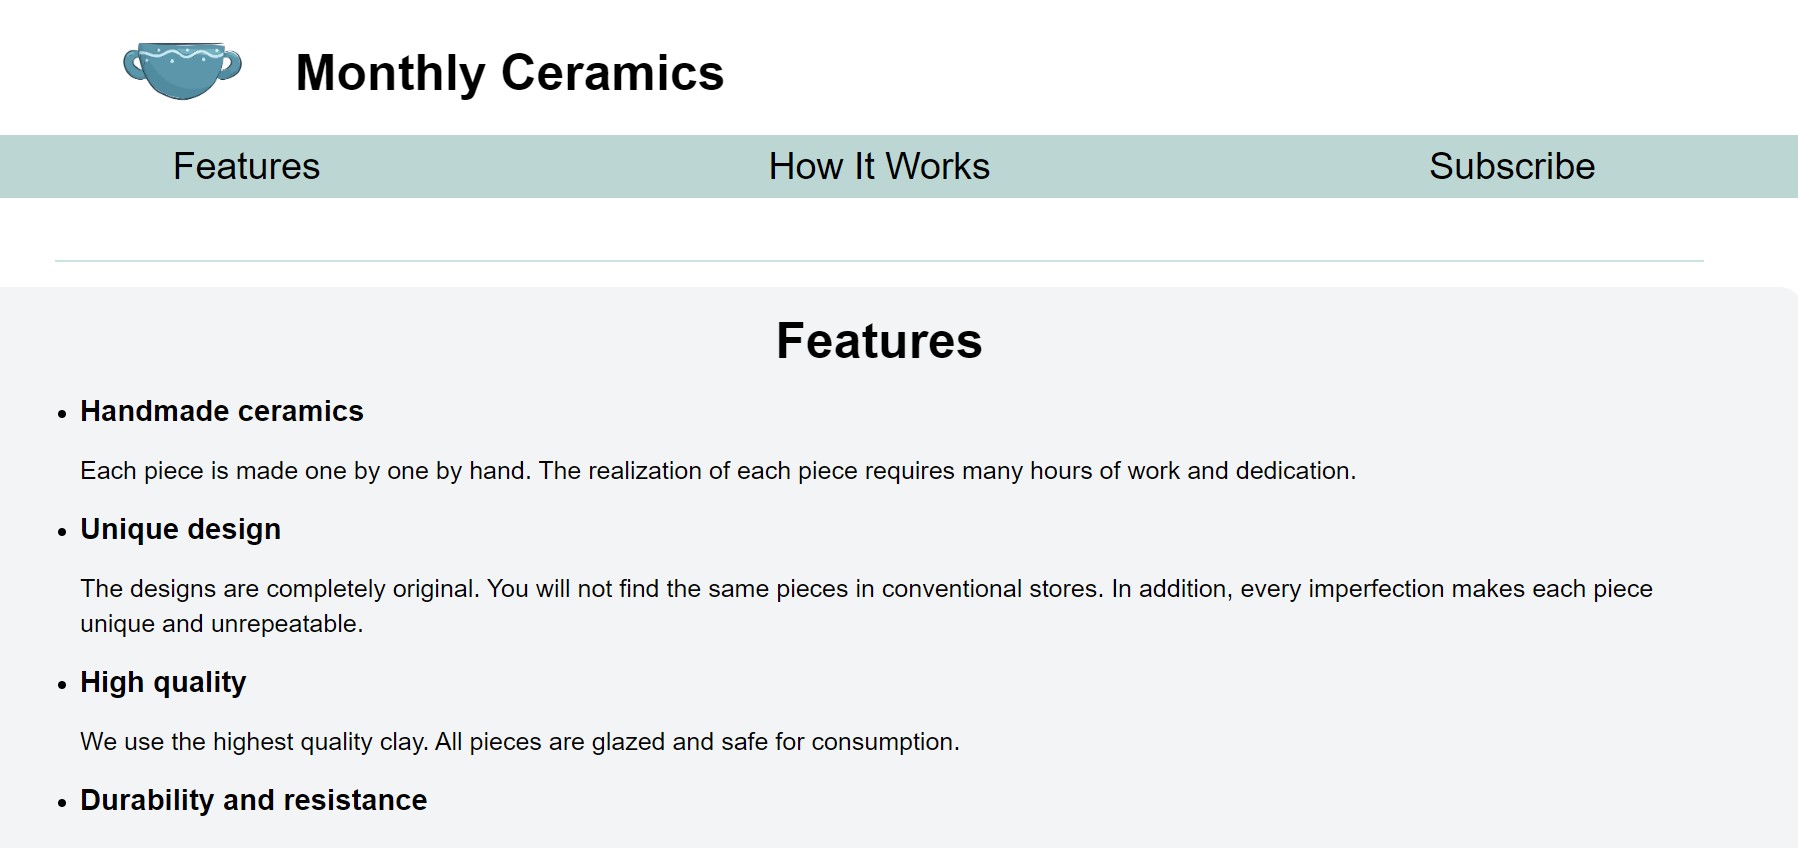 Monthly Ceramics
Features
How It Works
Subscribe
Features
Handmade ceramics
Each piece is made one by one by hand. The realization of each piece requires many hours of work and dedication.
Unique design
The designs are completely original. You will not find the same pieces in conventional stores. In addition, every imperfection makes each piece
unique and unrepeatable.
High quality
We use the highest quality clay. All pieces are glazed and safe for consumption.
Durability and resistance